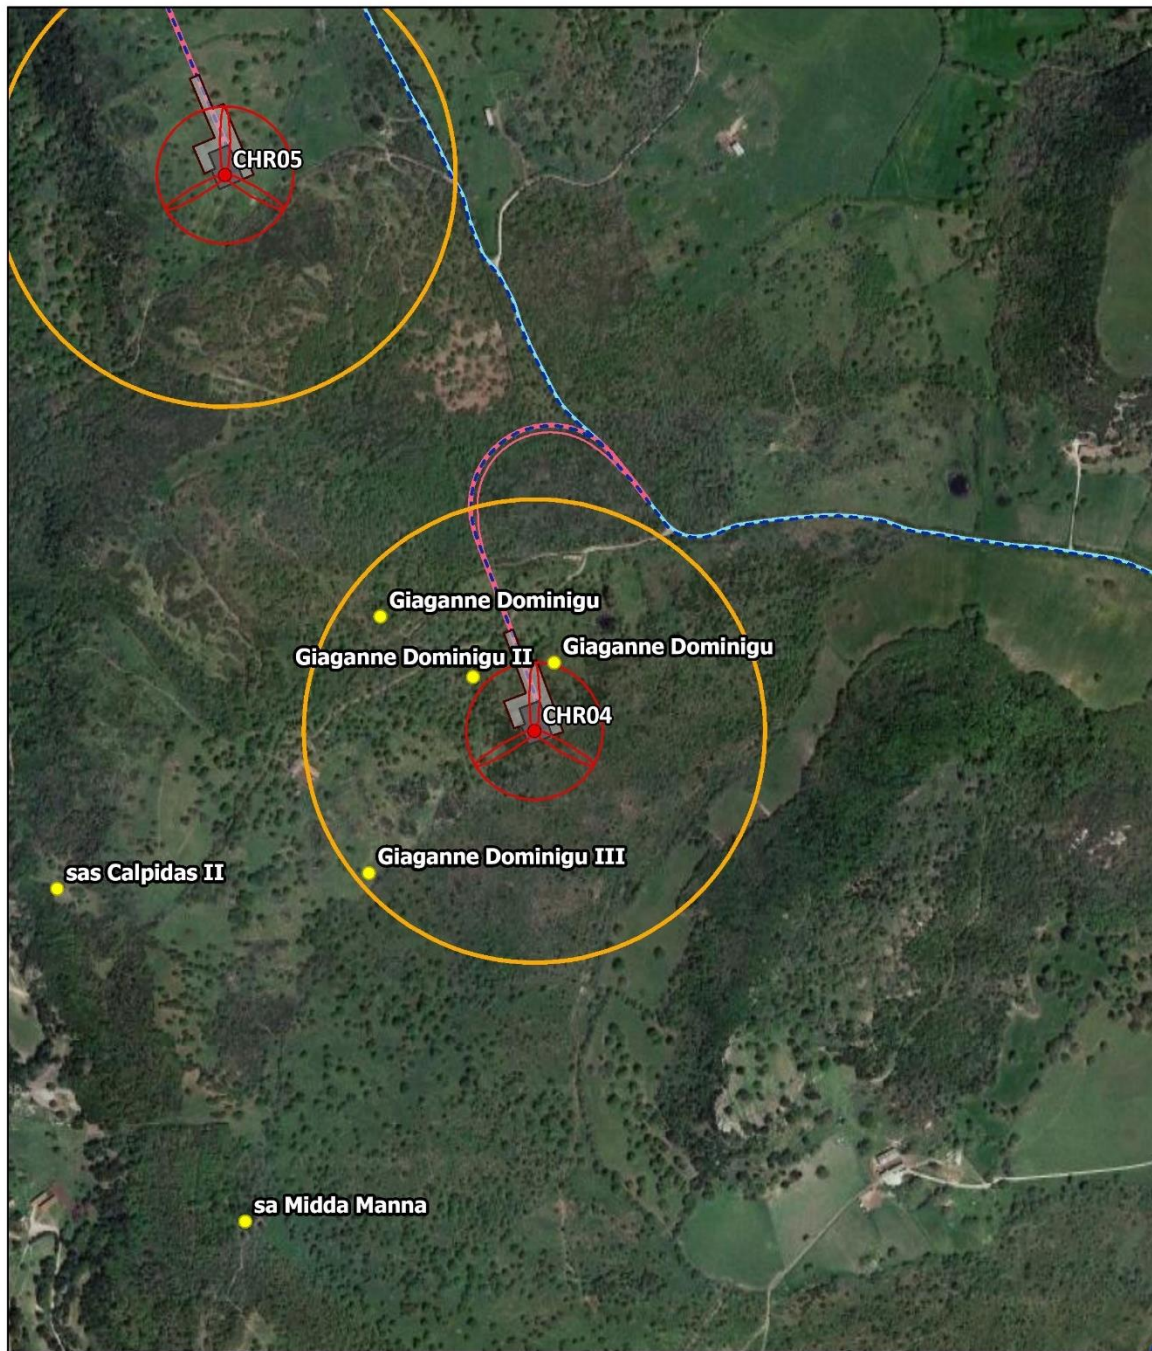 CHR05
Giaganne Dominigu
Giaganne Dominigu II
Giaganne Dominigu
CHR04
Giaganne Dominigu III
sas Calpidas II
sa Midda Manna